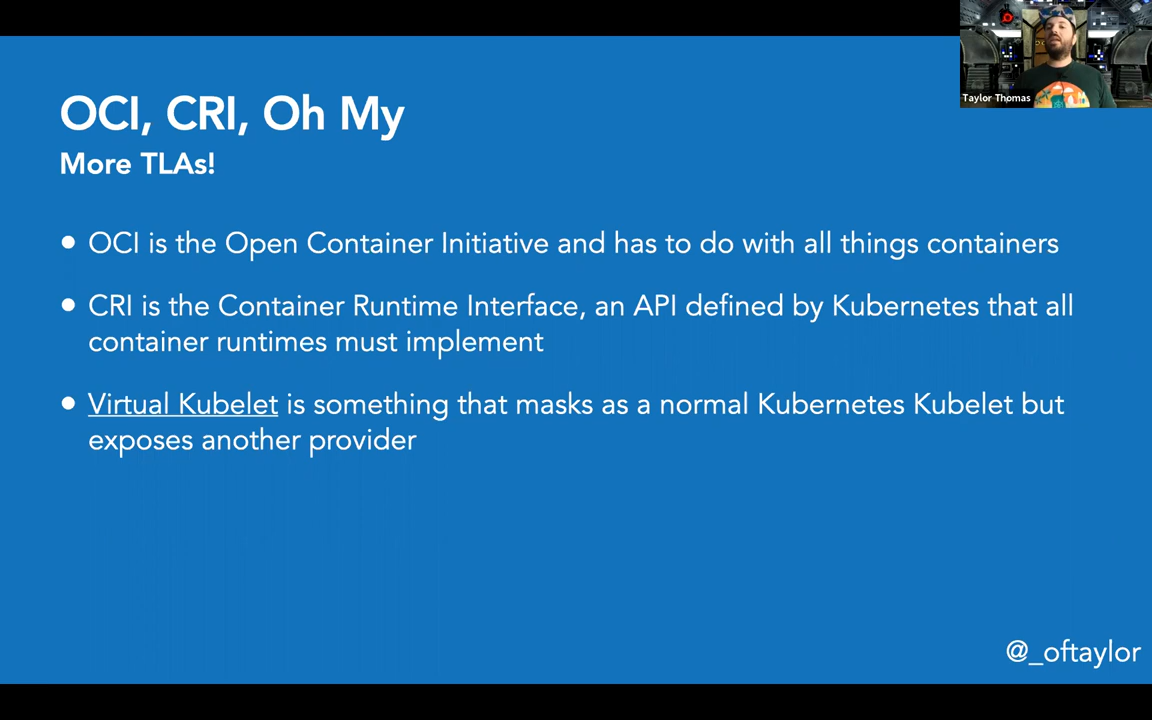 OCI, CRI, Oh My
More TLAs!
Taylor Thomas
• OCI is the Open Container Initiative and has to do with all things containers
• CRI is the Container Runtime Interface, an API defined by Kubernetes that all
container runtimes must implement
• Virtual Kubelet is something that masks as a normal Kubernetes Kubelet but
exposes another provider
@_oftaylor